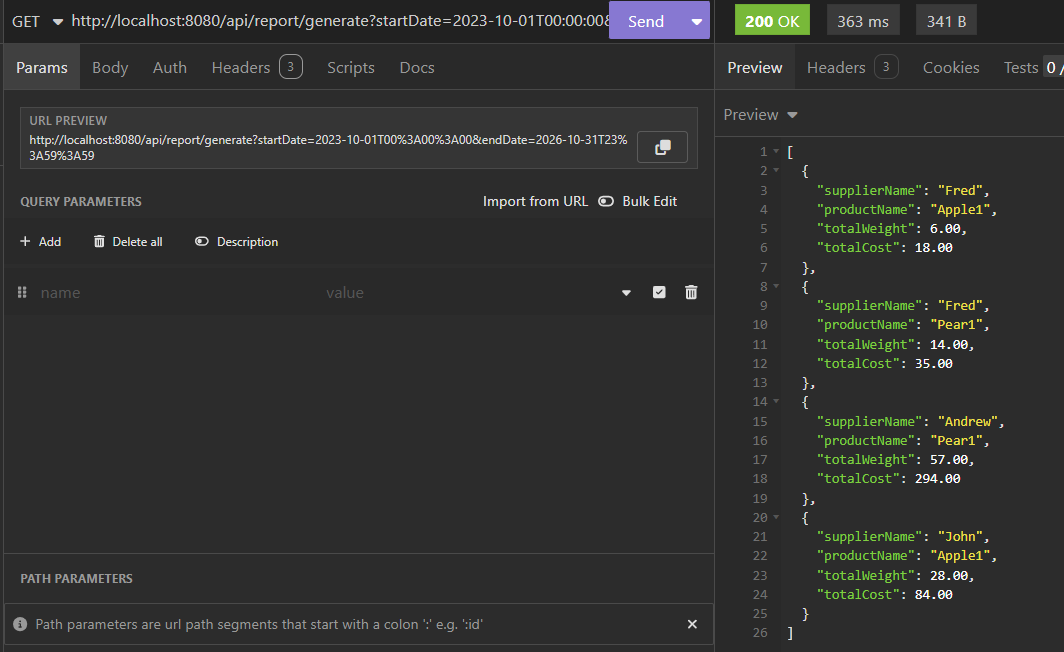 GET http://localhost:8080/api/report/generate?startDate=2023-10-01T00:00:00& Send 200 OK 363 ms 341 B
Params Body Auth Headers 3 Scripts Docs
URL PREVIEW
http://localhost:8080/api/report/generate?startDate=2023-10-01T00%3A00%3A00&endDate=2026-10-31T23%
3A59%3A59
QUERY PARAMETERS Import from URL Bulk Edit
+ Add Delete all Description
name value
PATH PARAMETERS
Path parameters are url path segments that start with a colon ':' e.g. ':id'
Preview Headers 3 Cookies Tests 0 /
Preview
1 [
2 {
3 "supplierName": "Fred",
4 "productName": "Apple1",
5 "totalWeight": 6.00,
6 "totalCost": 18.00
7 },
8 {
9 "supplierName": "Fred",
10 "productName": "Pear1",
11 "totalWeight": 14.00,
12 "totalCost": 35.00
13 },
14 {
15 "supplierName": "Andrew",
16 "productName": "Pear1",
17 "totalWeight": 57.00,
18 "totalCost": 294.00
19 },
20 {
21 "supplierName": "John",
22 "productName": "Apple1",
23 "totalWeight": 28.00,
24 "totalCost": 84.00
25 }
26 ]